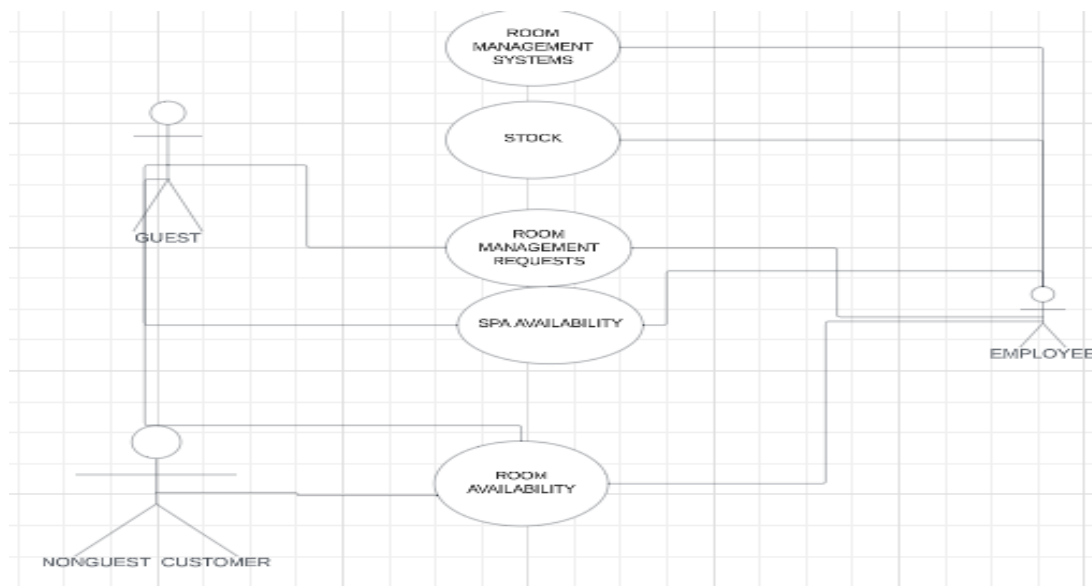 ROOM
MANAGEMENT
SYSTEMS
STOCK
GUEST
ROOM
MANAGEMENT
REQUESTS
SPA AVAILABILITY
EMPLOYEE
ROOM
AVAILABILITY
NONGUEST CUSTOMER